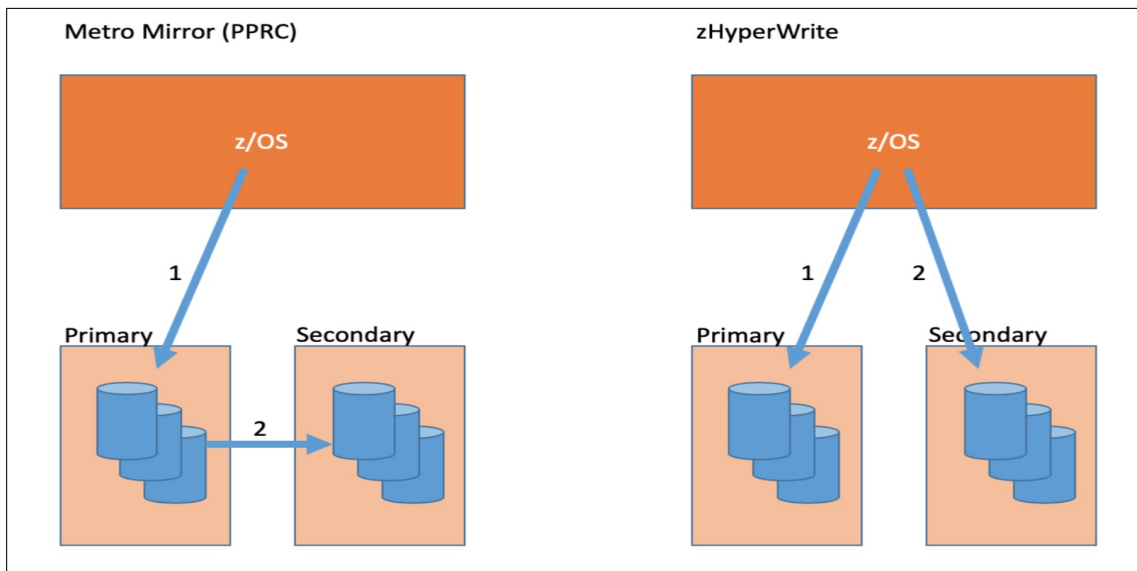 Metro Mirror (PPRC)
z/OS
1
Primary
Secondary
2
zHyperWrite
z/OS
1
2
Primary
Secondary